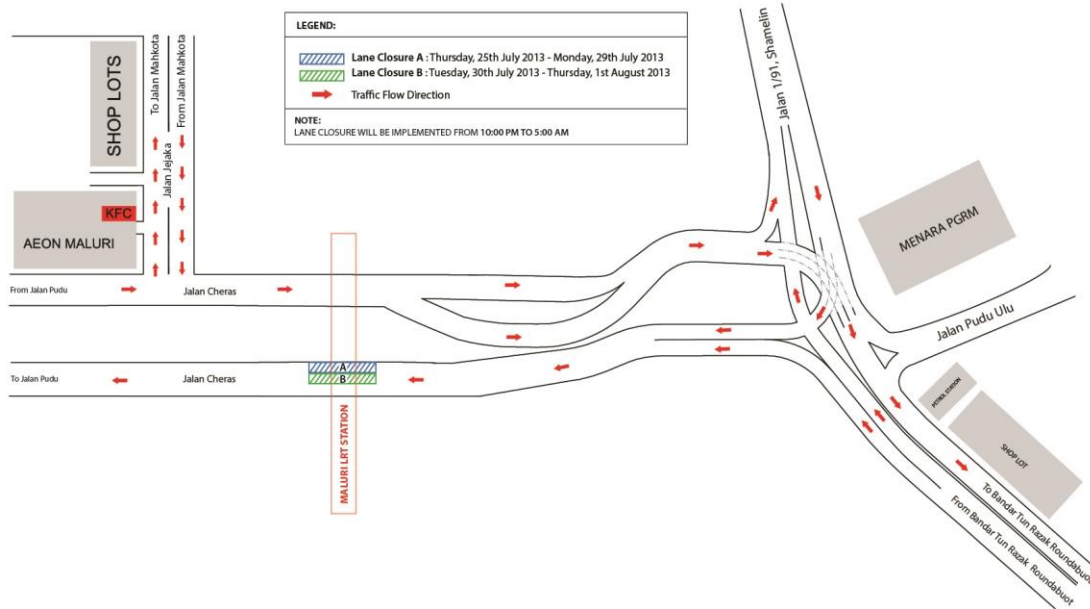 LEGEND:
Lane Closure A : Thursday, 25th July 2013 - Monday, 29th July 2013
Lane Closure B : Tuesday, 30th July 2013 - Thursday, 1st August 2013
Traffic Flow Direction
NOTE:
LANE CLOSURE WILL BE IMPLEMENTED FROM 10:00 PM TO 5:00 AM
SHOP LOTS
To Jalan Mahkota
From Jalan Mahkota
Jalan Jejaka
KFC
AEON MALURI
From Jalan Pudu
Jalan Cheras
To Jalan Pudu
Jalan Cheras
A
B
MALURI LRT STATION
Jalan 1/91, Shamelin
MENARA PGRM
Jalan Pudu Ulu
PETROL STATION
SHOP LOT
To Bandar Tun Razak Roundabuot
From Bandar Tun Razak Roundabuot